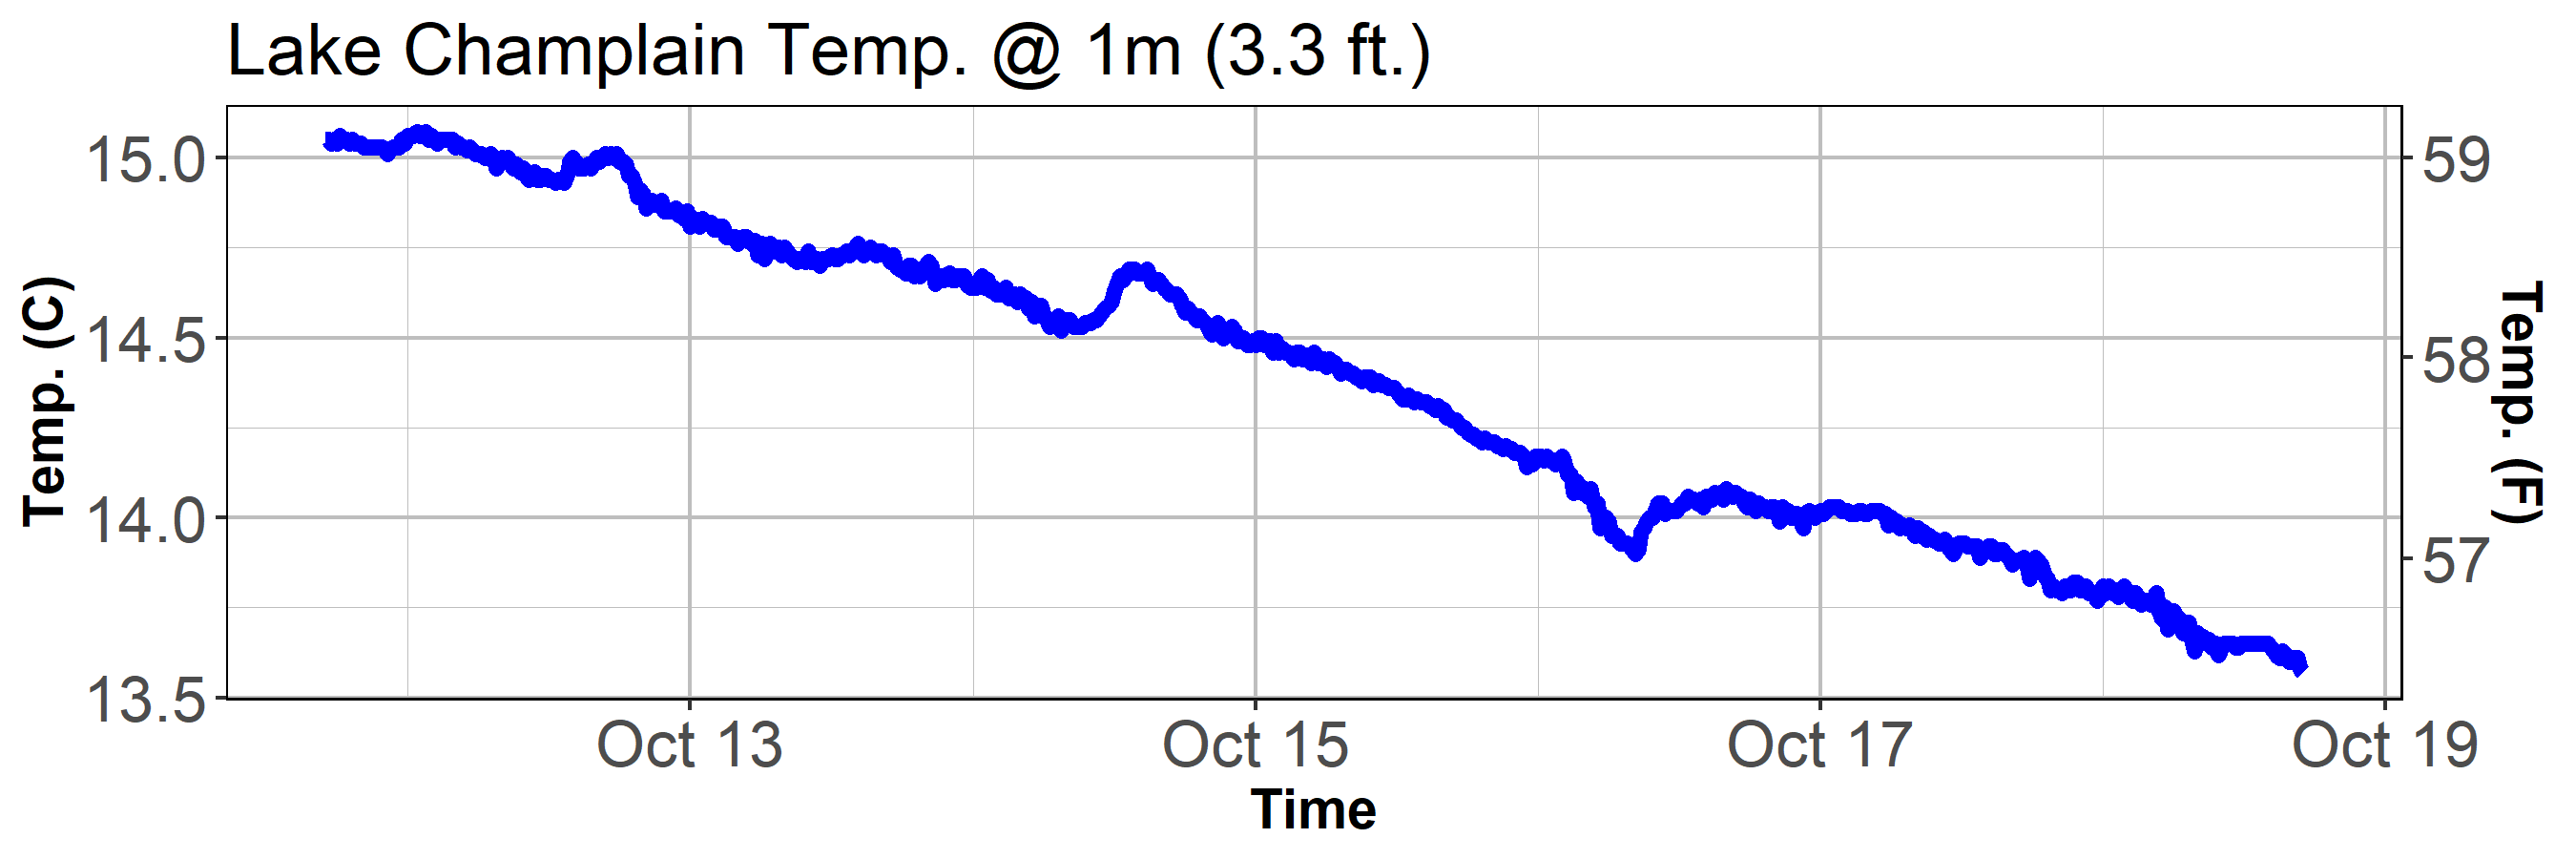 Lake Champlain Temp. @ 1m (3.3 ft.)
Temp. (C)
15.0
14.5
14.0
13.5
59
58
57
Temp. (F)
Oct 13
Oct 15
Oct 17
Oct 19
Time